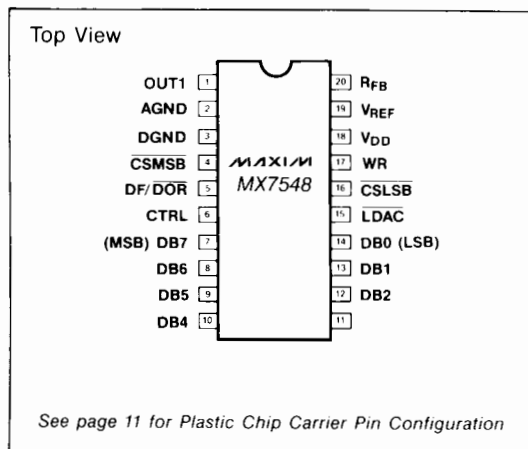 Top View
OUT1 1 20 RFB
AGND 2 19 VREF
DGND 3 18 VDD
CSMSB 4 MAXIM 17 WR
DF/DOR 5 MX7548 16 CSLSB
CTRL 6 15 LDAC
(MSB) DB7 7 14 DB0 (LSB)
DB6 8 13 DB1
DB5 9 12 DB2
DB4 10 11
See page 11 for Plastic Chip Carrier Pin Configuration